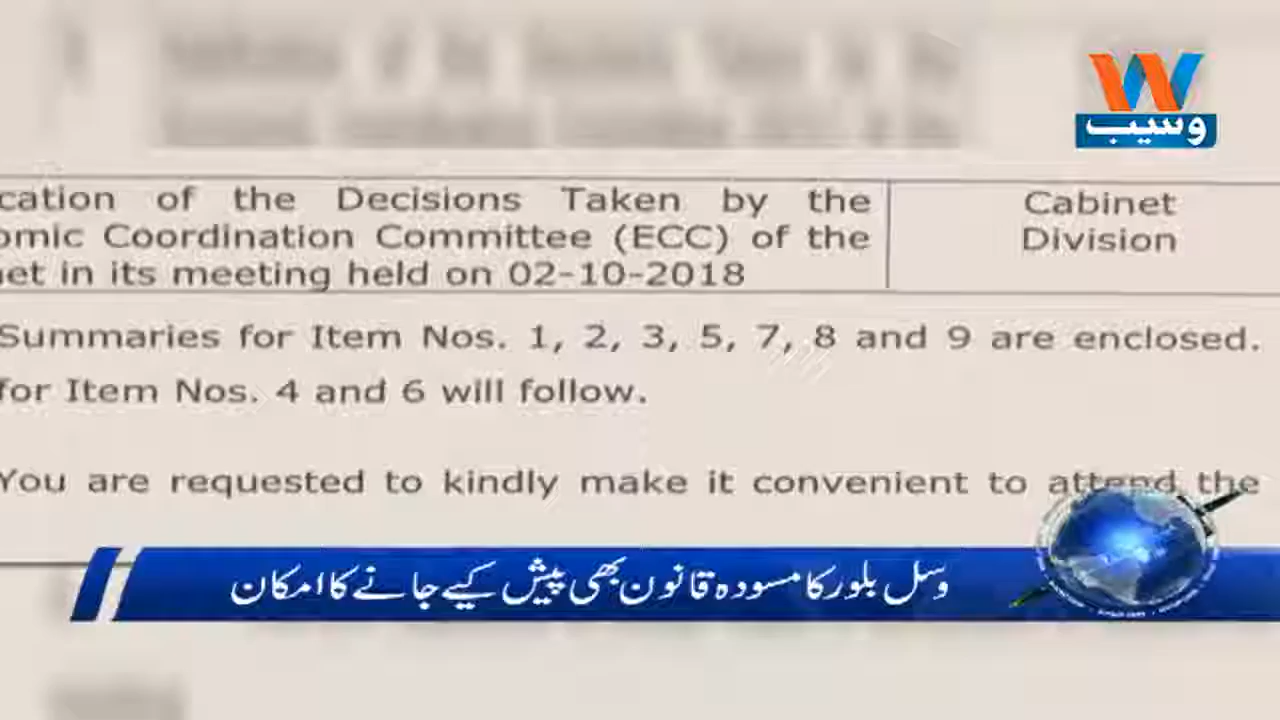 وسیب
cation of the Decisions Taken by the
omic Coordination Committee (ECC) of the
et in its meeting held on 02-10-2018
Cabinet
Division
Summaries for Item Nos. 1, 2, 3, 5, 7, 8 and 9 are enclosed.
for Item Nos. 4 and 6 will follow.
You are requested to kindly make it convenient to attend the
وسل بلور کا مسودہ قانون بھی پیش کیے جانے کا امکان